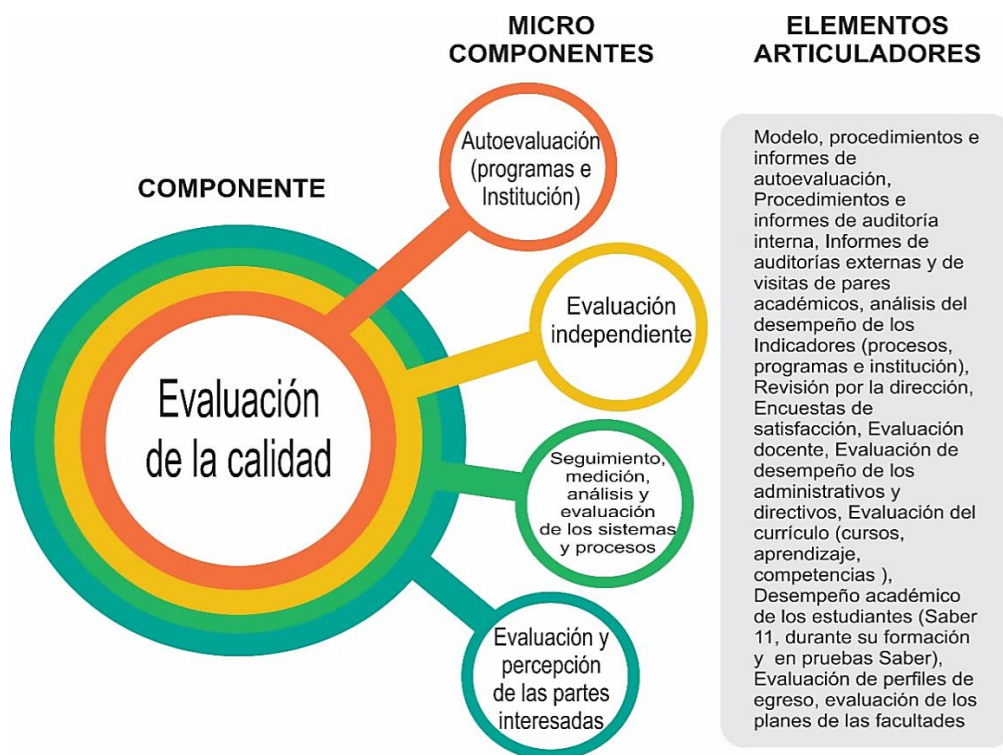 COMPONENTE
Evaluación
de la calidad
MICRO
COMPONENTES
Autoevaluación
(programas e
Institución)
Evaluación
independiente
Seguimiento,
medición,
análisis y
evaluación
de los sistemas
y procesos
Evaluación y
percepción
de las partes
interesadas
ELEMENTOS
ARTICULADORES
Modelo, procedimientos e
informes de
autoevaluación,
Procedimientos e
informes de auditoría
interna, Informes de
auditorías externas y de
visitas de pares
académicos, análisis del
desempeño de los
Indicadores (procesos,
programas e institución),
Revisión por la dirección,
Encuestas de
satisfacción, Evaluación
docente, Evaluación de
desempeño de los
administrativos y
directivos, Evaluación del
currículo (cursos,
aprendizaje,
competencias ),
Desempeño académico
de los estudiantes (Saber
11, durante su formación
y en pruebas Saber),
Evaluación de perfiles de
egreso, evaluación de los
planes de las facultades